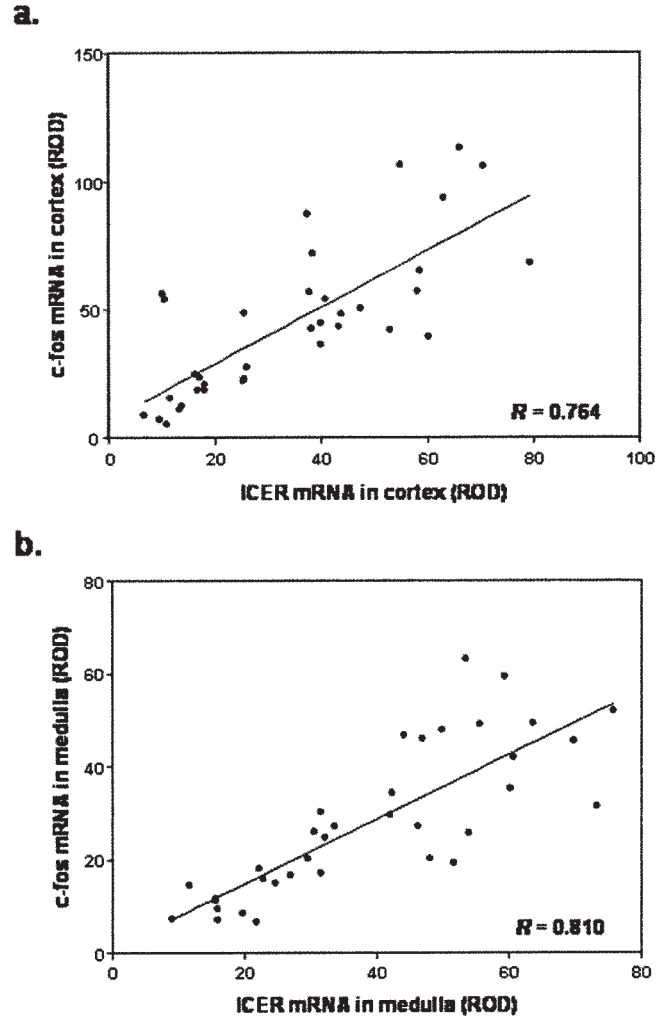 a.
150
100
50
0
c-fos mRNA in cortex (ROD)
R = 0.764
0 20 40 60 80 100
ICER mRNA in cortex (ROD)
b.
80
60
40
20
0
c-fos mRNA in medulla (ROD)
R = 0.810
0 20 40 60 80
ICER mRNA in medulla (ROD)